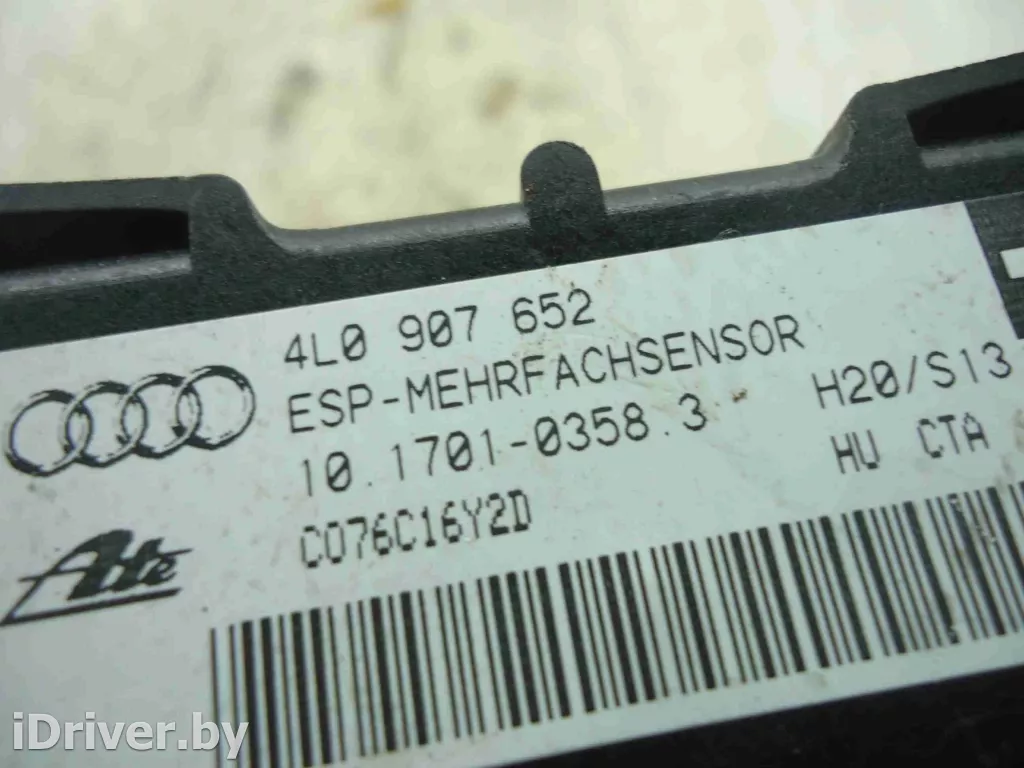 4L0 907 652
ESP-MEHRFACHSENSOR
10.1701-0358.3 H20/S13
C076C16Y2D HU CTA
Ate
iDriver.by